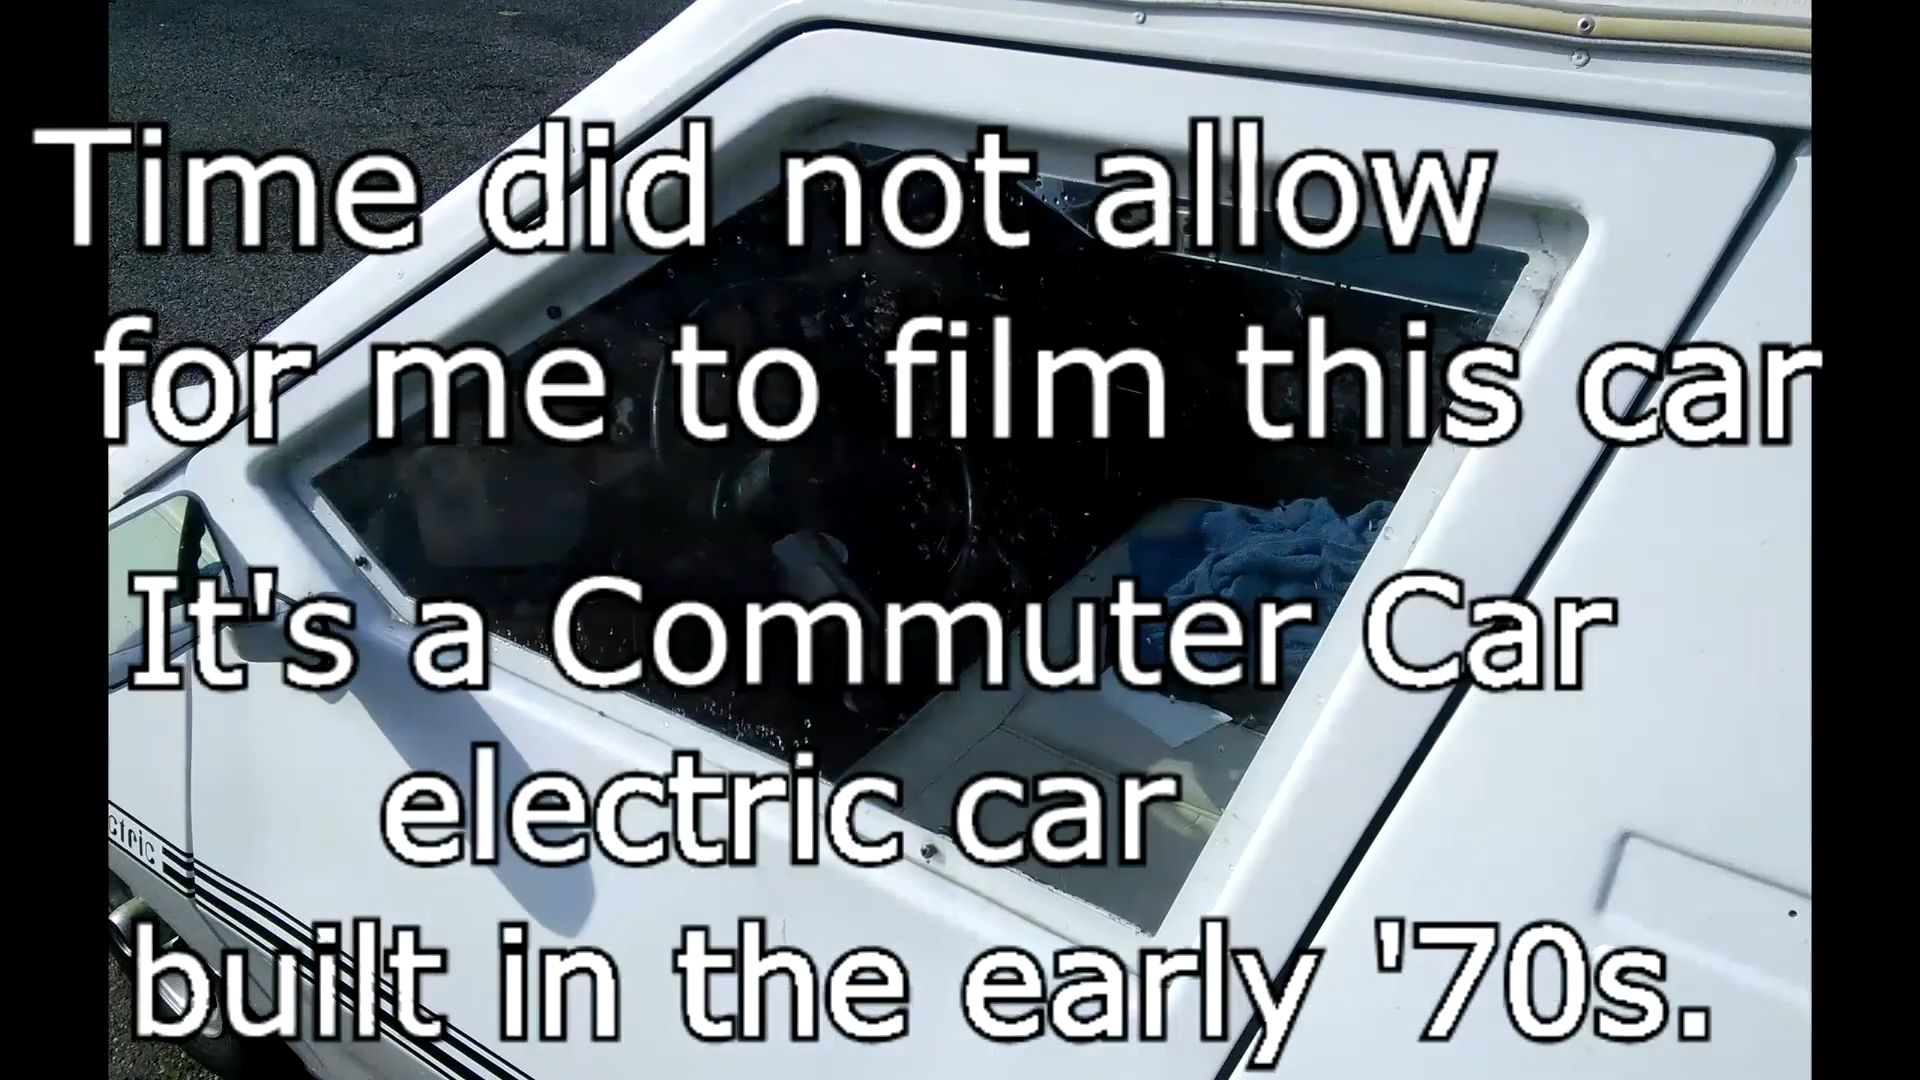 Time did not allow
for me to film this car
It's a Commuter Car
electric car
built in the early '70s.
ctric